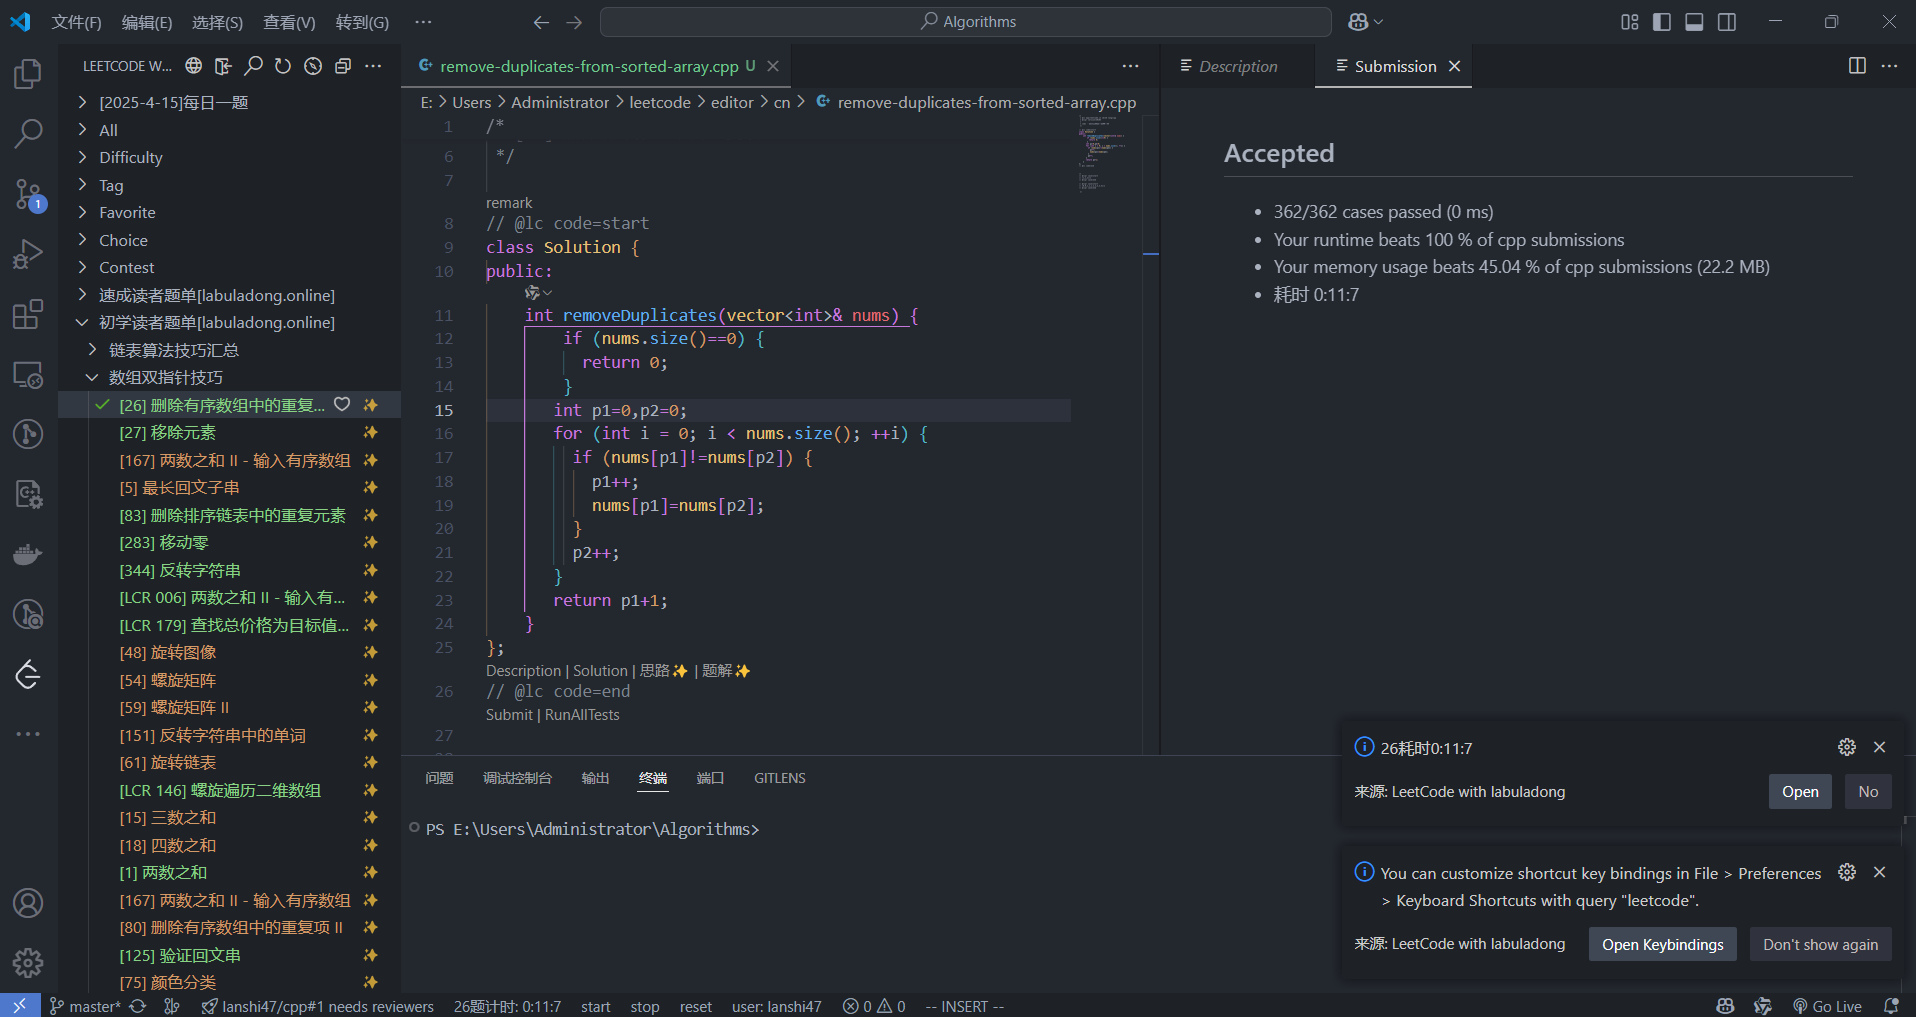 文件(F) 编辑(E) 选择(S) 查看(V) 转到(G) ··· Algorithms
LEETCODE W... ···
[2025-4-15]每日一题
All
Difficulty
Tag
Favorite
Choice
Contest
速成读者题单[labuladong.online]
初学读者题单[labuladong.online]
链表算法技巧汇总
数组双指针技巧
[26] 删除有序数组中的重复...
[27] 移除元素
[167] 两数之和 II - 输入有序数组
[5] 最长回文子串
[83] 删除排序链表中的重复元素
[283] 移动零
[344] 反转字符串
[LCR 006] 两数之和 II - 输入有...
[LCR 179] 查找总价格为目标值...
[48] 旋转图像
[54] 螺旋矩阵
[59] 螺旋矩阵 II
[151] 反转字符串中的单词
[61] 旋转链表
[LCR 146] 螺旋遍历二维数组
[15] 三数之和
[18] 四数之和
[1] 两数之和
[167] 两数之和 II - 输入有序数组
[80] 删除有序数组中的重复项 II
[125] 验证回文串
[75] 颜色分类
remove-duplicates-from-sorted-array.cpp U
E: > Users > Administrator > leetcode > editor > cn > remove-duplicates-from-sorted-array.cpp
1 /*
6 */
7
remark
8 // @lc code=start
9 class Solution {
10 public:
11 int removeDuplicates(vector<int>& nums) {
12 if (nums.size()==0) {
13 return 0;
14 }
15 int p1=0,p2=0;
16 for (int i = 0; i < nums.size(); ++i) {
17 if (nums[p1]!=nums[p2]) {
18 p1++;
19 nums[p1]=nums[p2];
20 }
21 p2++;
22 }
23 return p1+1;
24 }
25 };
Description | Solution | 思路✨ | 题解✨
26 // @lc code=end
Submit | RunAllTests
27
问题 调试控制台 输出 终端 端口 GITLENS
PS E:\Users\Administrator\Algorithms>
Description Submission
Accepted
• 362/362 cases passed (0 ms)
• Your runtime beats 100 % of cpp submissions
• Your memory usage beats 45.04 % of cpp submissions (22.2 MB)
• 耗时 0:11:7
26耗时0:11:7
来源: LeetCode with labuladong Open No
You can customize shortcut key bindings in File > Preferences
> Keyboard Shortcuts with query "leetcode".
来源: LeetCode with labuladong Open Keybindings Don't show again
1
master* lanshi47/cpp#1 needs reviewers 26题计时: 0:11:7 start stop reset user: lanshi47 0 0 -- INSERT -- Go Live